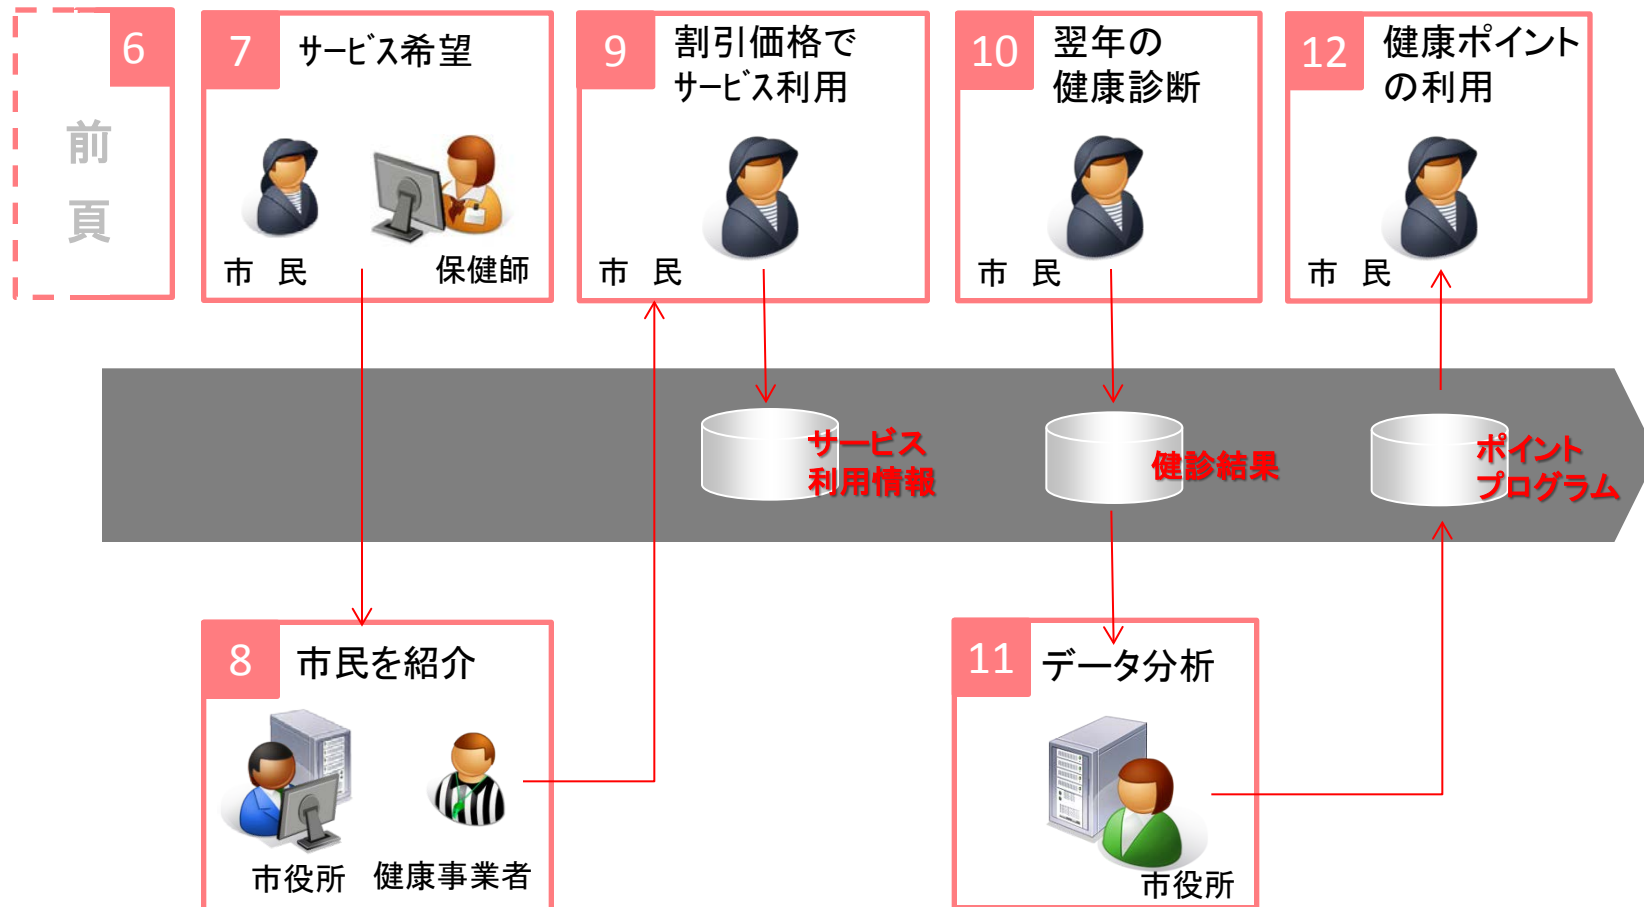 6
前
頁
7
サービス希望
市 民
保健師
9
割引価格で
サービス利用
市 民
10
翌年の
健康診断
市 民
12
健康ポイント
の利用
市 民
サービス
利用情報
健診結果
ポイント
プログラム
8
市民を紹介
市役所
健康事業者
11
データ分析
市役所